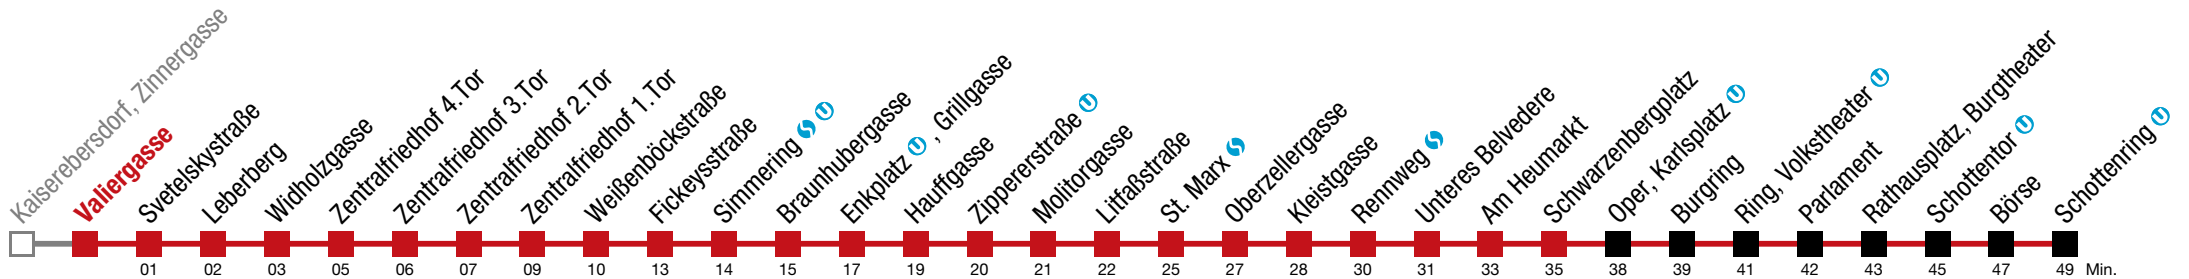 Kaiserebersdorf, Zinnergasse
Valiergasse
Svetelskystraße
Leberberg
Widholzgasse
Zentralfriedhof 4.Tor
Zentralfriedhof 3.Tor
Zentralfriedhof 2.Tor
Zentralfriedhof 1.Tor
Weißenböckstraße
Fickeysstraße
Simmering S U
Braunhubergasse
Enkplatz U , Grillgasse
Hauffgasse
Zippererstraße U
Molitorgasse
Litfaßstraße
St. Marx S
Oberzellergasse
Kleistgasse
Rennweg S
Unteres Belvedere
Am Heumarkt
Schwarzenbergplatz
Oper, Karlsplatz U
Burgring
Ring, Volkstheater U
Parlament
Rathausplatz, Burgtheater
Schottentor U
Börse
Schottenring U
01 02 03 05 06 07 09 10 13 14 15 17 19 20 21 22 25 27 28 30 31 33 35 38 39 41 42 43 45 47 49 Min.